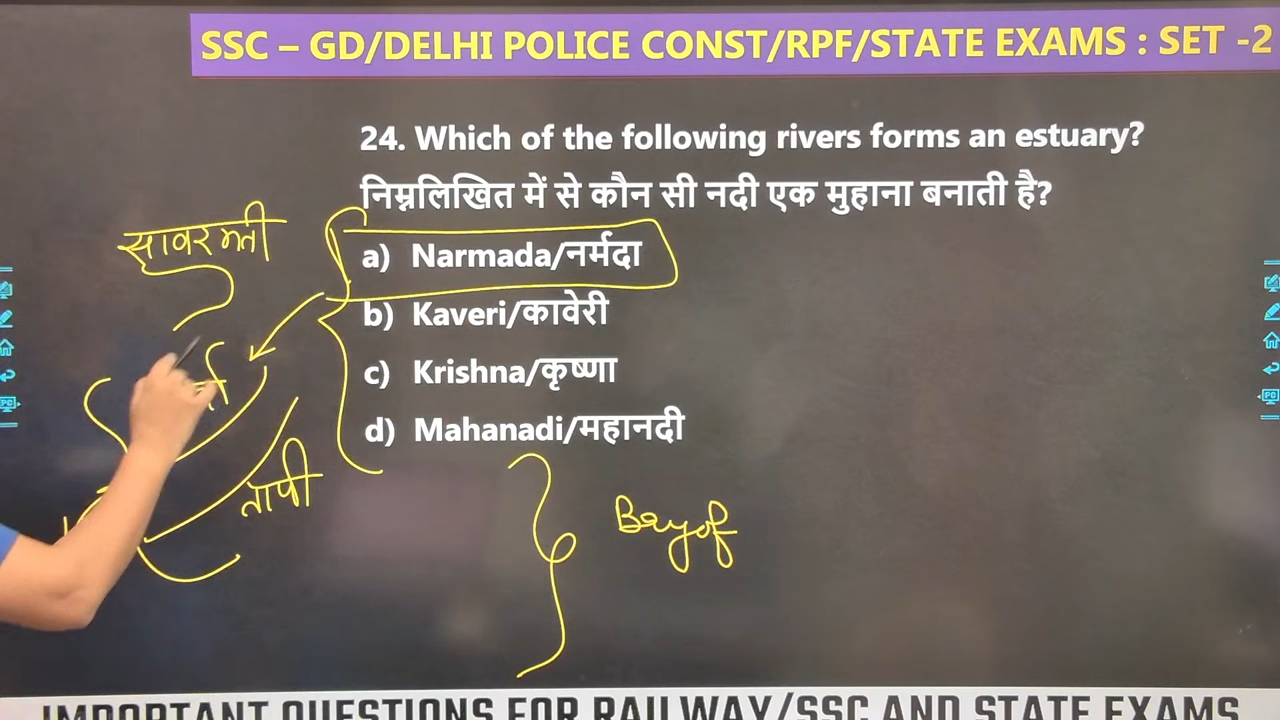 SSC – GD/DELHI POLICE CONST/RPF/STATE EXAMS : SET -2
24. Which of the following rivers forms an estuary?
निम्नलिखित में से कौन सी नदी एक मुहाना बनाती है?
सावरमती
a) Narmada/नर्मदा
b) Kaveri/कावेरी
c) Krishna/कृष्णा
d) Mahanadi/महानदी
तापी
Bay of
IMPORTANT QUESTIONS FOR RAILWAY/SSC AND STATE EXAMS